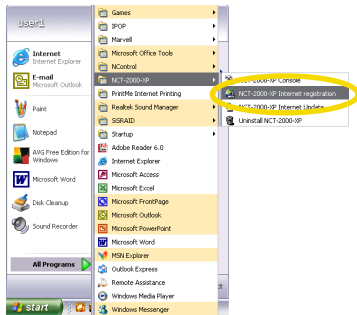 user1
Internet
Internet Explorer
E-mail
Microsoft Outlook
Paint
Notepad
AVG Free Edition for
Windows
Microsoft Word
Disk Cleanup
Sound Recorder
All Programs
start
Games
IPOP
Marvell
Microsoft Office Tools
NControl
NCT-2000-XP
PrintMe Internet Printing
Realtek Sound Manager
SiSRAID
Startup
Adobe Reader 6.0
Internet Explorer
Microsoft Access
Microsoft Excel
Microsoft FrontPage
Microsoft Outlook
Microsoft PowerPoint
Microsoft Word
MSN Explorer
Outlook Express
Remote Assistance
Windows Media Player
Windows Messenger
NCT-2000-XP Console
NCT-2000-XP Internet registration
NCT-2000-XP Internet Update
Uninstall NCT-2000-XP